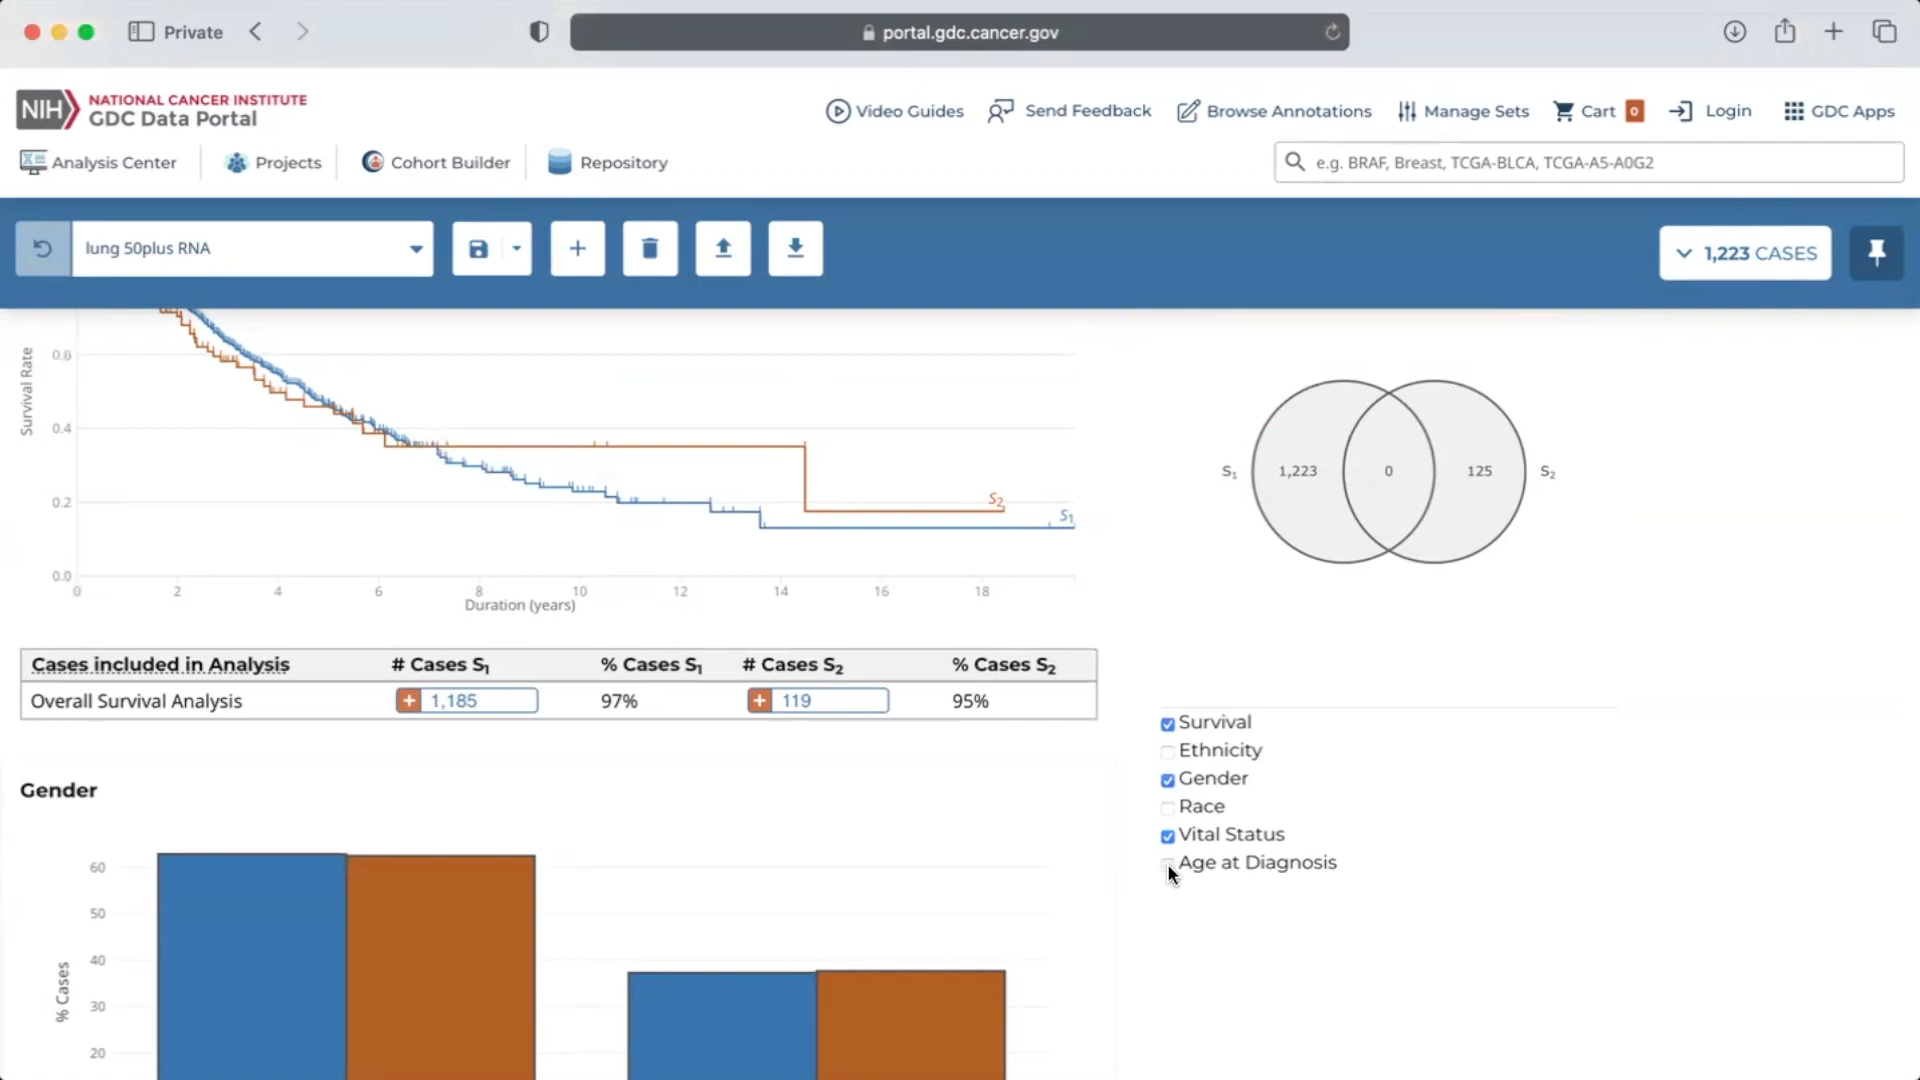 Private
portal.gdc.cancer.gov
NIH
NATIONAL CANCER INSTITUTE
GDC Data Portal
Video Guides
Send Feedback
Browse Annotations
Manage Sets
Cart 0
Login
GDC Apps
Analysis Center
Projects
Cohort Builder
Repository
e.g. BRAF, Breast, TCGA-BLCA, TCGA-A5-A0G2
lung 50plus RNA
1,223 CASES
Survival Rate
0.6
0.4
0.2
0.0
S2
S1
0 2 4 6 8 10 12 14 16 18
Duration (years)
S1 1,223 0 125 S2
Cases included in Analysis # Cases S1 % Cases S1 # Cases S2 % Cases S2
Overall Survival Analysis + 1,185 97% + 119 95%
Survival
Ethnicity
Gender
Race
Vital Status
Age at Diagnosis
Gender
% Cases
60
50
40
30
20